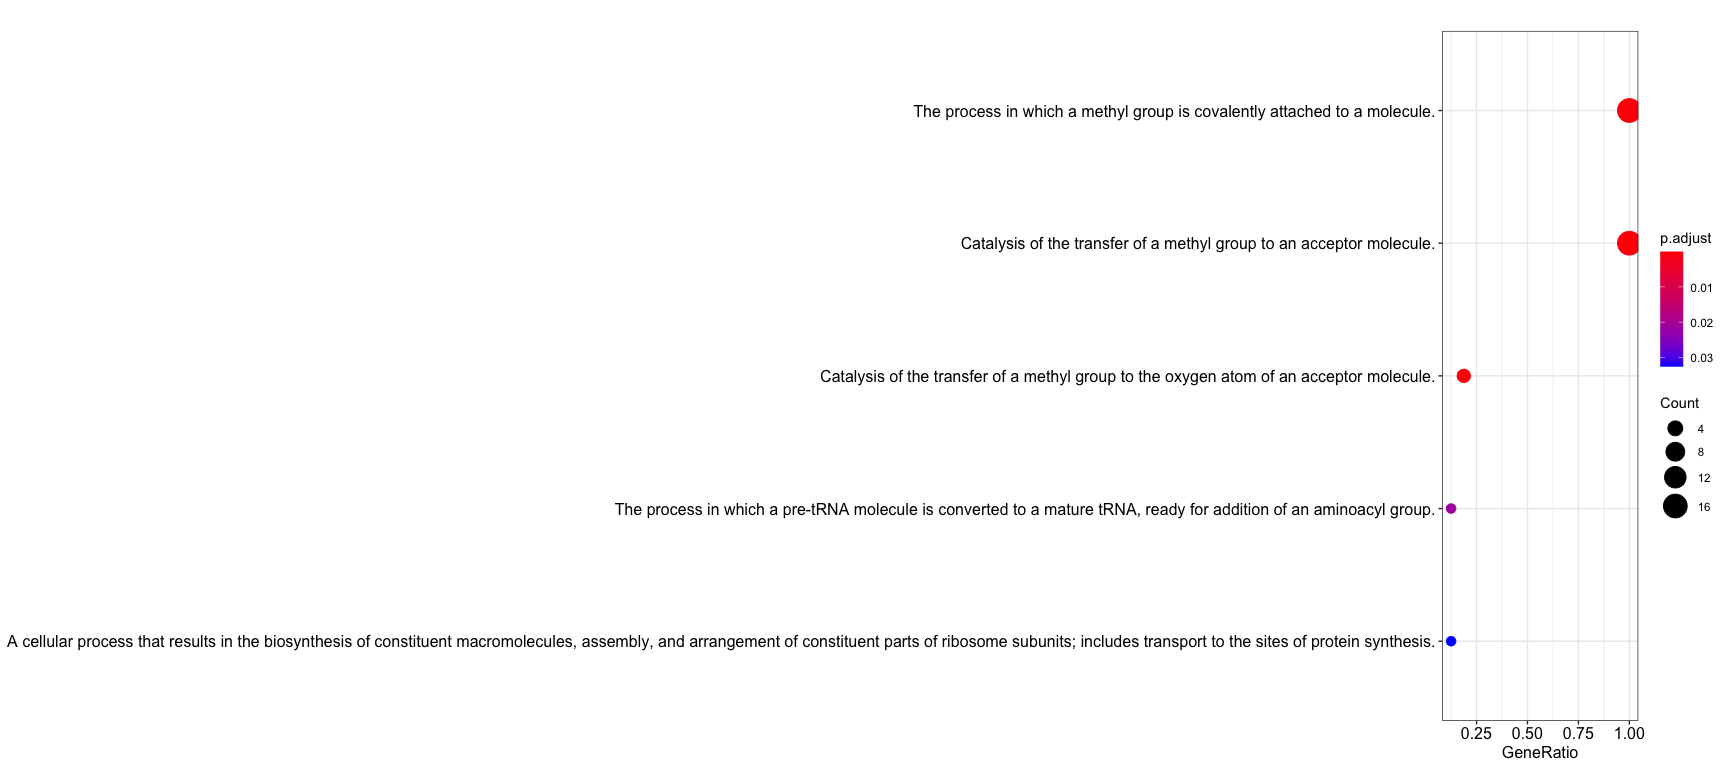 The process in which a methyl group is covalently attached to a molecule.
Catalysis of the transfer of a methyl group to an acceptor molecule.
Catalysis of the transfer of a methyl group to the oxygen atom of an acceptor molecule.
The process in which a pre-tRNA molecule is converted to a mature tRNA, ready for addition of an aminoacyl group.
A cellular process that results in the biosynthesis of constituent macromolecules, assembly, and arrangement of constituent parts of ribosome subunits; includes transport to the sites of protein synthesis.
0.25 0.50 0.75 1.00
GeneRatio
p.adjust
0.01
0.02
0.03
Count
4
8
12
16